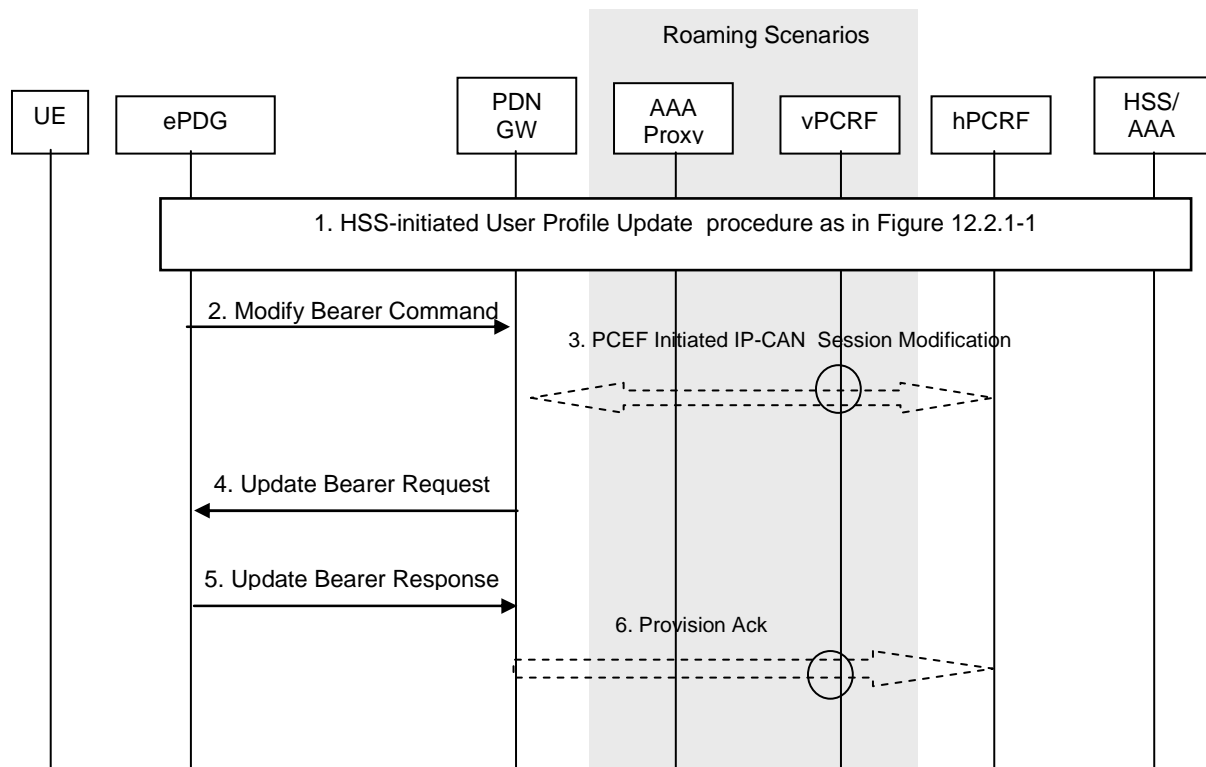 Roaming Scenarios
UE
ePDG
PDN
GW
AAA
Proxy
vPCRF
hPCRF
HSS/
AAA
1. HSS-initiated User Profile Update procedure as in Figure 12.2.1-1
2. Modify Bearer Command
3. PCEF Initiated IP-CAN Session Modification
4. Update Bearer Request
5. Update Bearer Response
6. Provision Ack